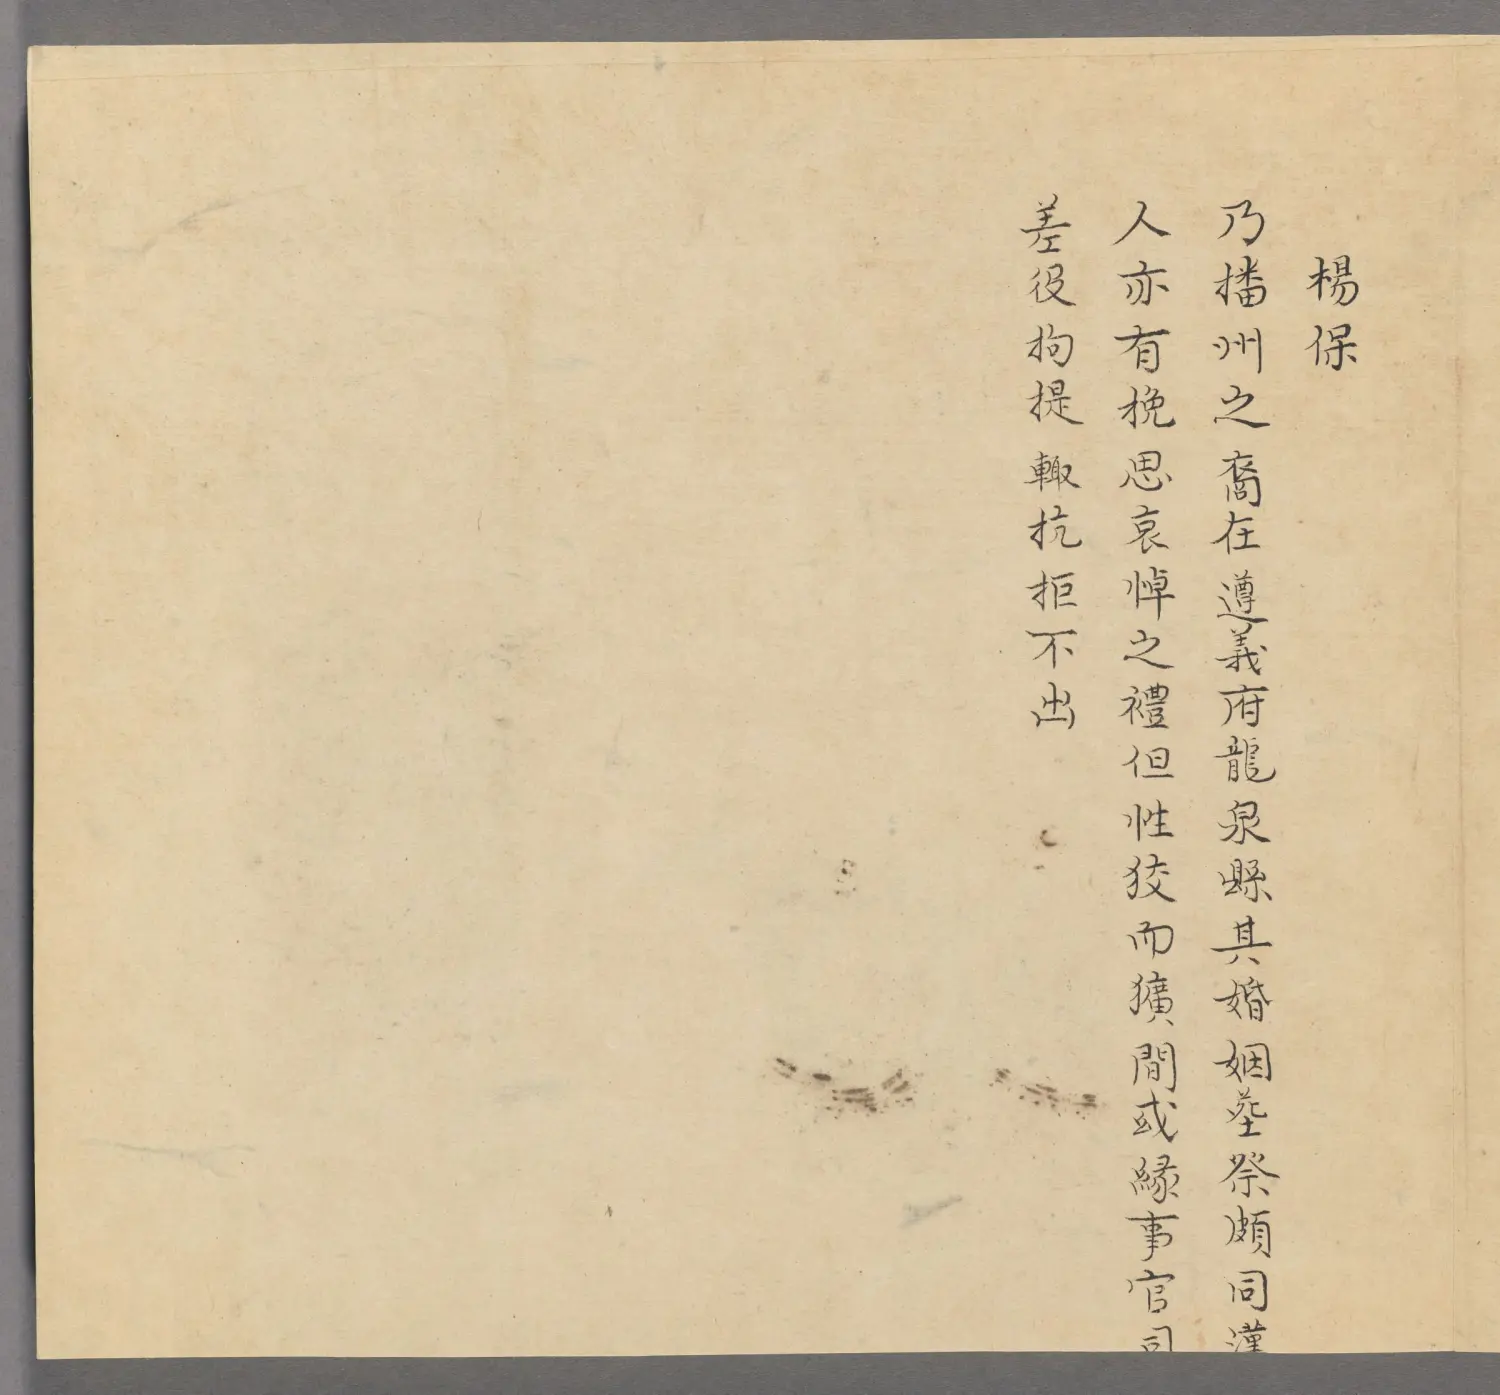 楊保
乃播州之裔在遵義府龍泉縣其婚姻塟祭頗同漢
人亦有挽思哀悼之禮但性狡而獷間或緣事官司
差役拘提輙抗拒不出